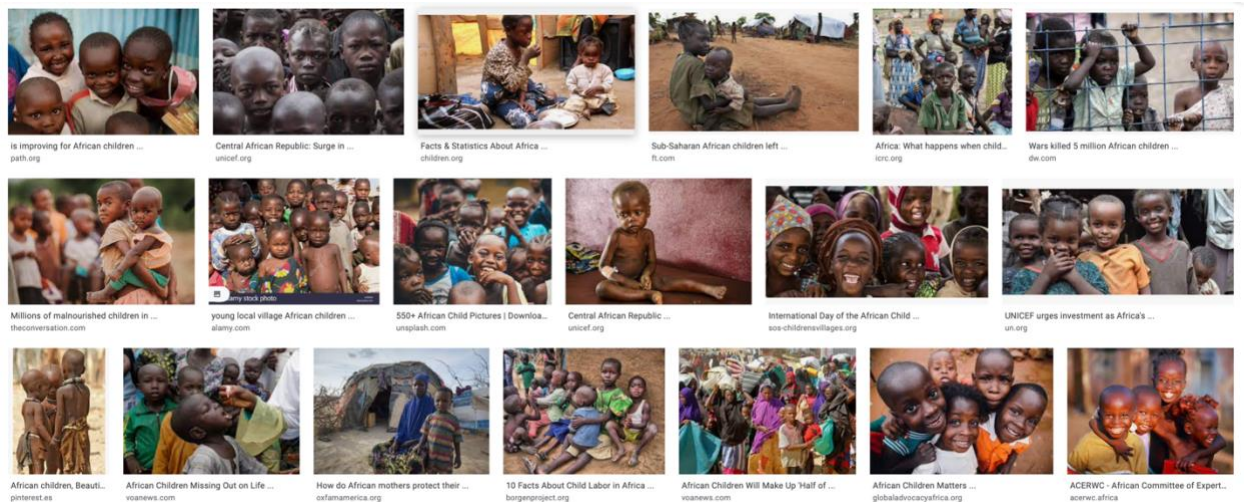 is improving for African children ...
path.org
Central African Republic: Surge in ...
unicef.org
Facts & Statistics About Africa ...
children.org
Sub-Saharan African children left ...
ft.com
Africa: What happens when child...
icrc.org
Wars killed 5 million African children ...
dw.com
Millions of malnourished children in ...
theconversation.com
amy stock photo
young local village African children ...
alamy.com
550+ African Child Pictures | Downloa...
unsplash.com
Central African Republic ...
unicef.org
International Day of the African Child ...
sos-childrensvillages.org
UNICEF urges investment as Africa's ...
un.org
African children, Beauti...
pinterest.es
African Children Missing Out on Life ...
voanews.com
How do African mothers protect their ...
oxfamamerica.org
10 Facts About Child Labor in Africa ...
borgenproject.org
African Children Will Make Up 'Half of ...
voanews.com
African Children Matters ...
globaladvocacyafrica.org
ACERWC - African Committee of Expert...
acerwc.africa